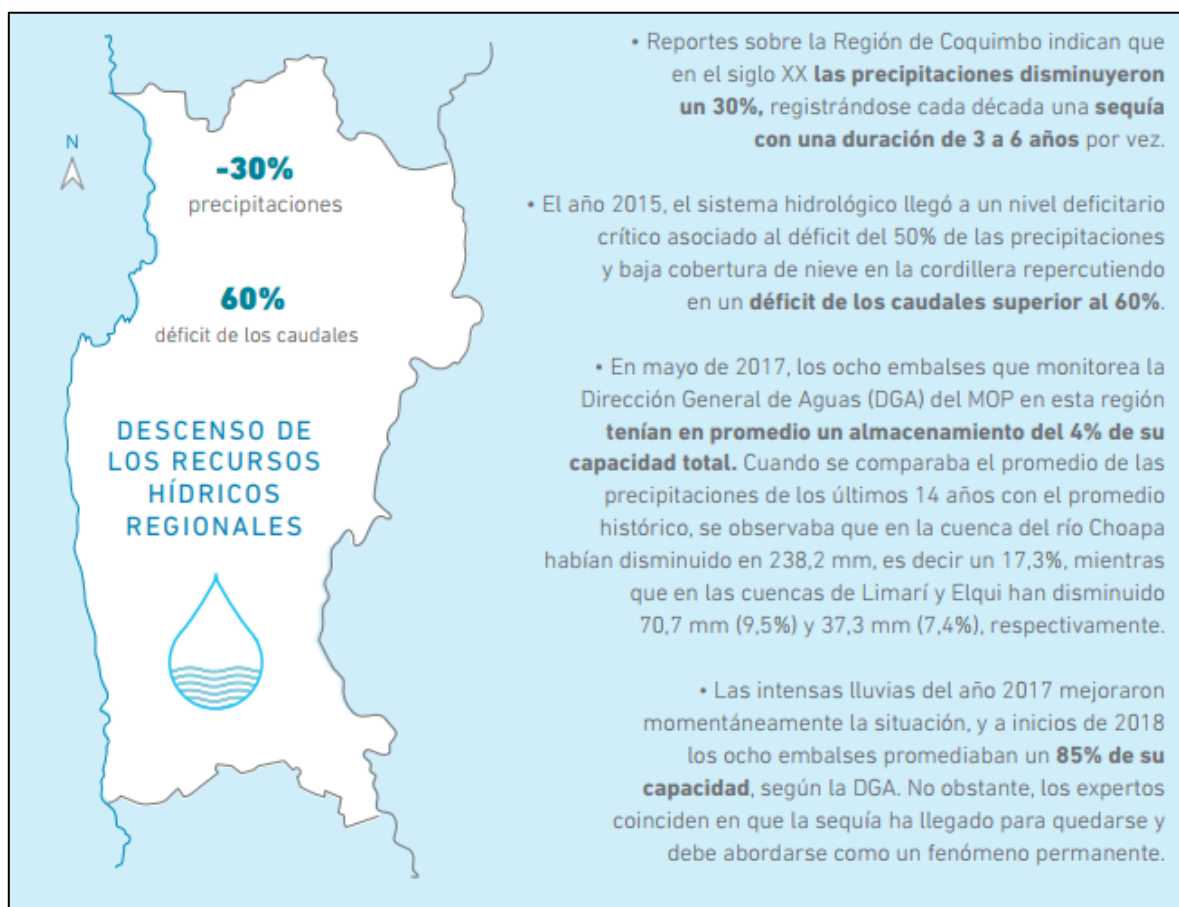 N
-30%
precipitaciones
60%
déficit de los caudales
DESCENSO DE
LOS RECURSOS
HÍDRICOS
REGIONALES
• Reportes sobre la Región de Coquimbo indican que
en el siglo XX las precipitaciones disminuyeron
un 30%, registrándose cada década una sequía
con una duración de 3 a 6 años por vez.
• El año 2015, el sistema hidrológico llegó a un nivel deficitario
crítico asociado al déficit del 50% de las precipitaciones
y baja cobertura de nieve en la cordillera repercutiendo
en un déficit de los caudales superior al 60%.
• En mayo de 2017, los ocho embalses que monitorea la
Dirección General de Aguas (DGA) del MOP en esta región
tenían en promedio un almacenamiento del 4% de su
capacidad total. Cuando se comparaba el promedio de las
precipitaciones de los últimos 14 años con el promedio
histórico, se observaba que en la cuenca del río Choapa
habían disminuido en 238,2 mm, es decir un 17,3%, mientras
que en las cuencas de Limarí y Elqui han disminuido
70,7 mm (9,5%) y 37,3 mm (7,4%), respectivamente.
• Las intensas lluvias del año 2017 mejoraron
momentáneamente la situación, y a inicios de 2018
los ocho embalses promediaban un 85% de su
capacidad, según la DGA. No obstante, los expertos
coinciden en que la sequía ha llegado para quedarse y
debe abordarse como un fenómeno permanente.